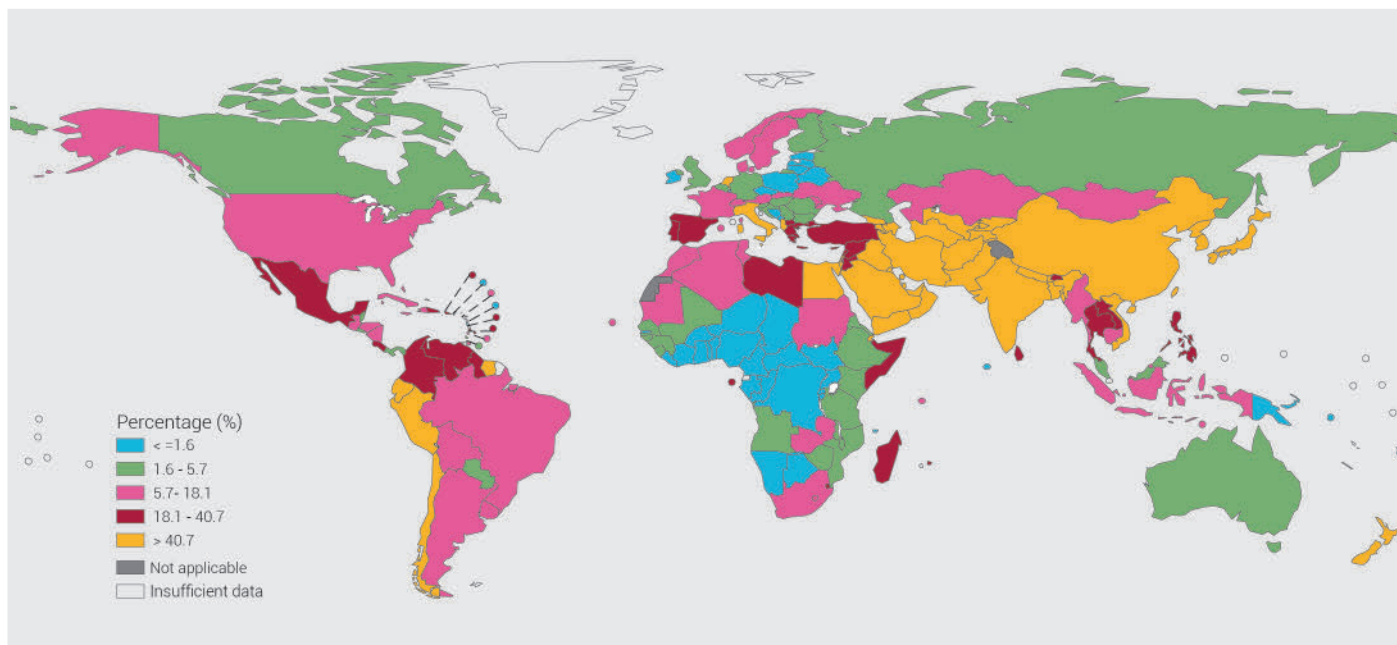 Percentage (%)
< =1.6
1.6 - 5.7
5.7- 18.1
18.1 - 40.7
> 40.7
Not applicable
Insufficient data